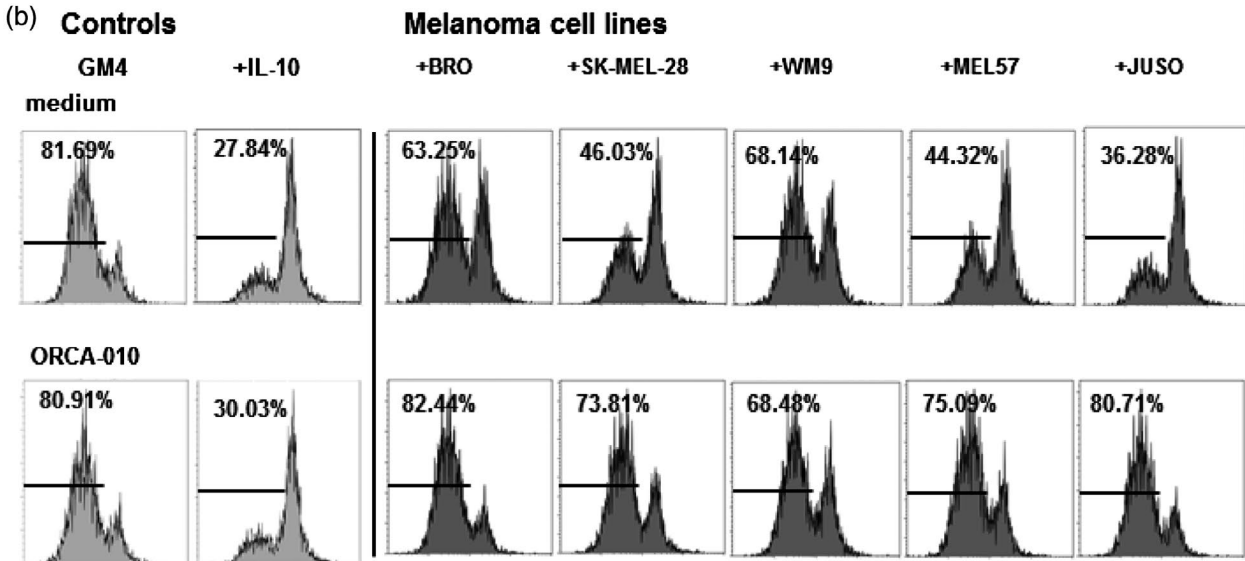 (b) Controls Melanoma cell lines
GM4 +IL-10 +BRO +SK-MEL-28 +WM9 +MEL57 +JUSO
medium
81.69% 27.84% 63.25% 46.03% 68.14% 44.32% 36.28%
ORCA-010
80.91% 30.03% 82.44% 73.81% 68.48% 75.09% 80.71%